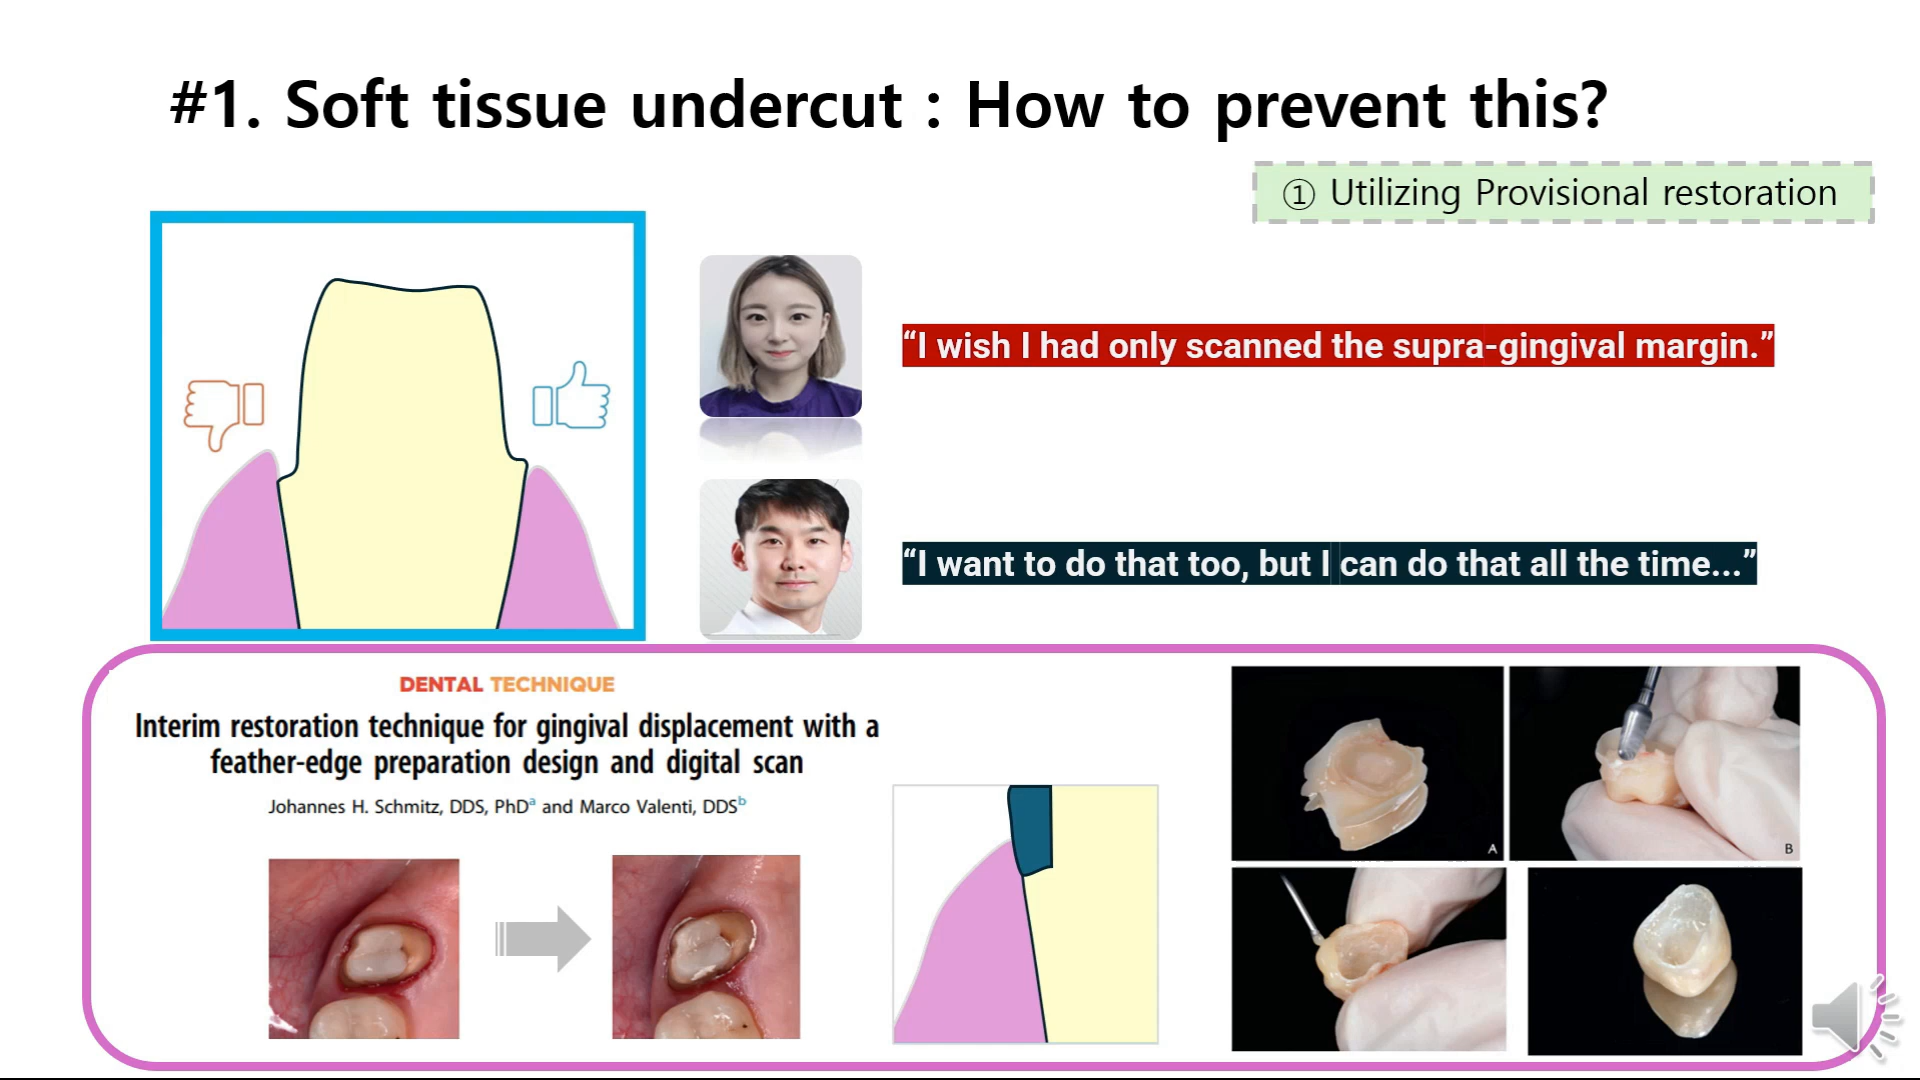 #1. Soft tissue undercut : How to prevent this?
① Utilizing Provisional restoration
“I wish I had only scanned the supra-gingival margin.”
“I want to do that too, but I can do that all the time...”
DENTAL TECHNIQUE
Interim restoration technique for gingival displacement with a
feather-edge preparation design and digital scan
Johannes H. Schmitz, DDS, PhDᵃ and Marco Valenti, DDSᵇ
A
B